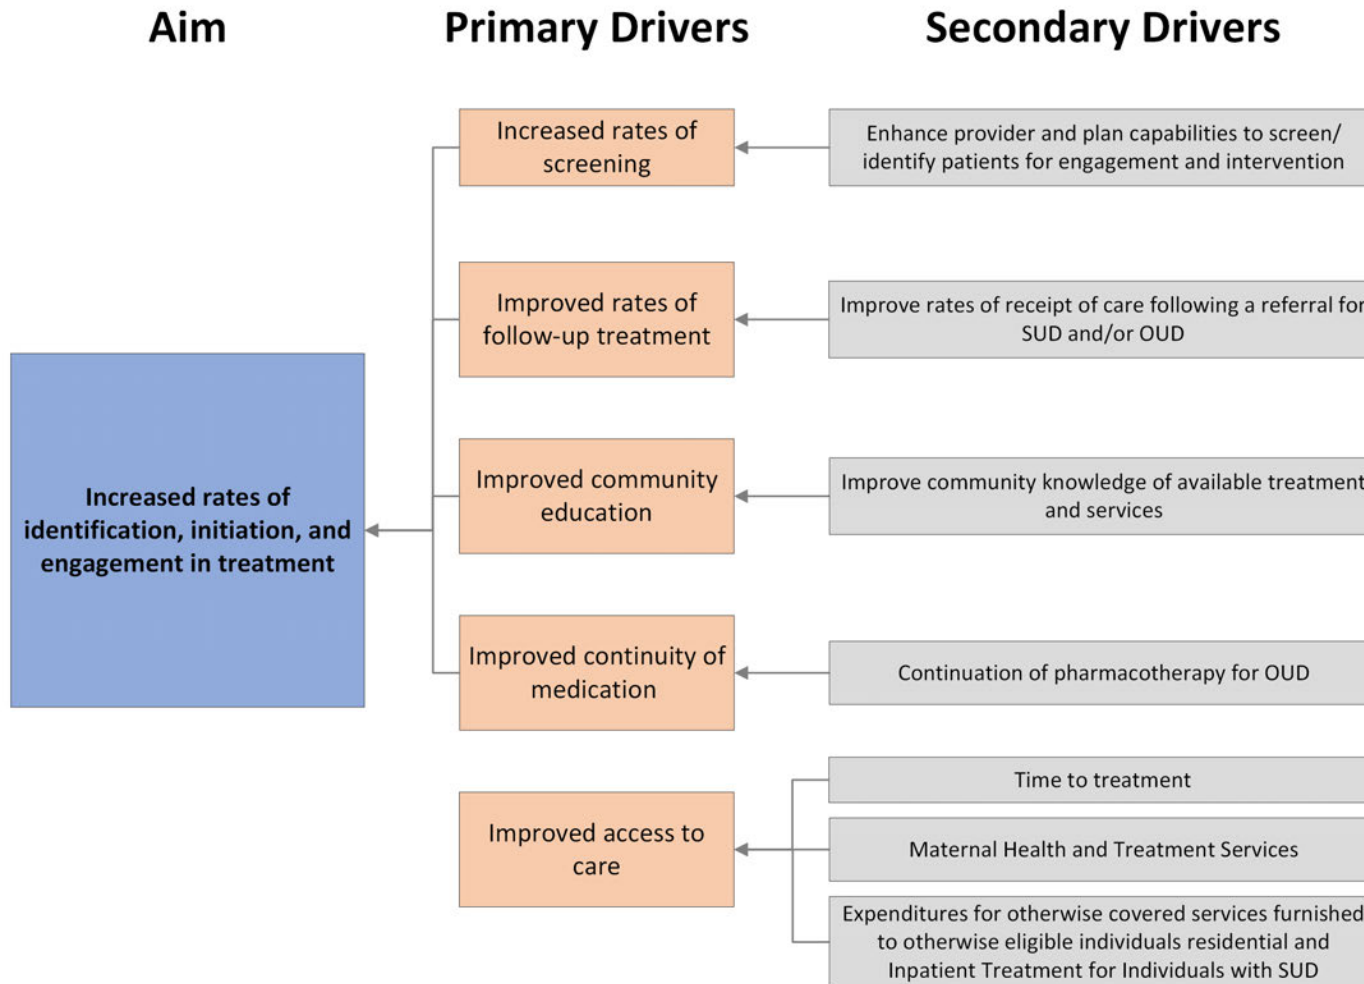 Aim
Primary Drivers
Secondary Drivers
Increased rates of
screening
Enhance provider and plan capabilities to screen/
identify patients for engagement and intervention
Improved rates of
follow-up treatment
Improve rates of receipt of care following a referral for
SUD and/or OUD
Increased rates of
identification, initiation, and
engagement in treatment
Improved community
education
Improve community knowledge of available treatment
and services
Improved continuity of
medication
Continuation of pharmacotherapy for OUD
Improved access to
care
Time to treatment
Maternal Health and Treatment Services
Expenditures for otherwise covered services furnished
to otherwise eligible individuals residential and
Inpatient Treatment for Individuals with SUD